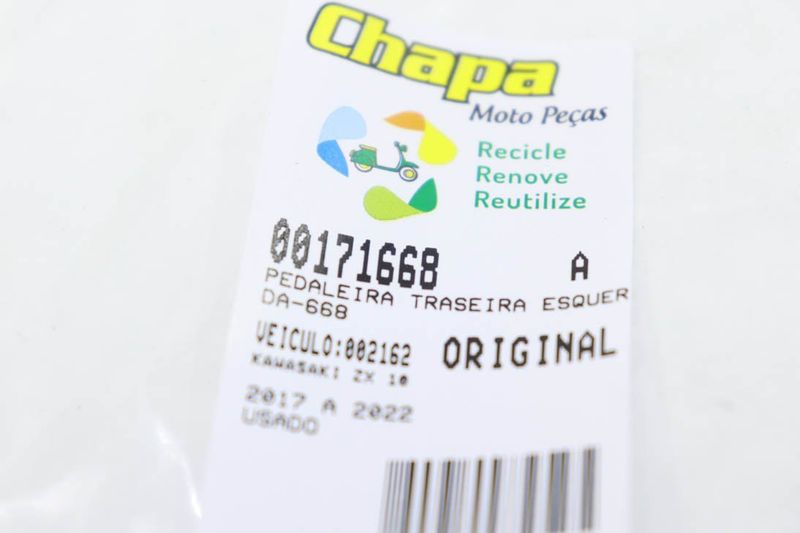 Chapa
Moto Peças
Recicle
Renove
Reutilize
00171668 A
PEDALEIRA TRASEIRA ESQUER
DA-668
VEICULO:002162 ORIGINAL
KAWASAKI ZX 10
2017 A 2022
USADO